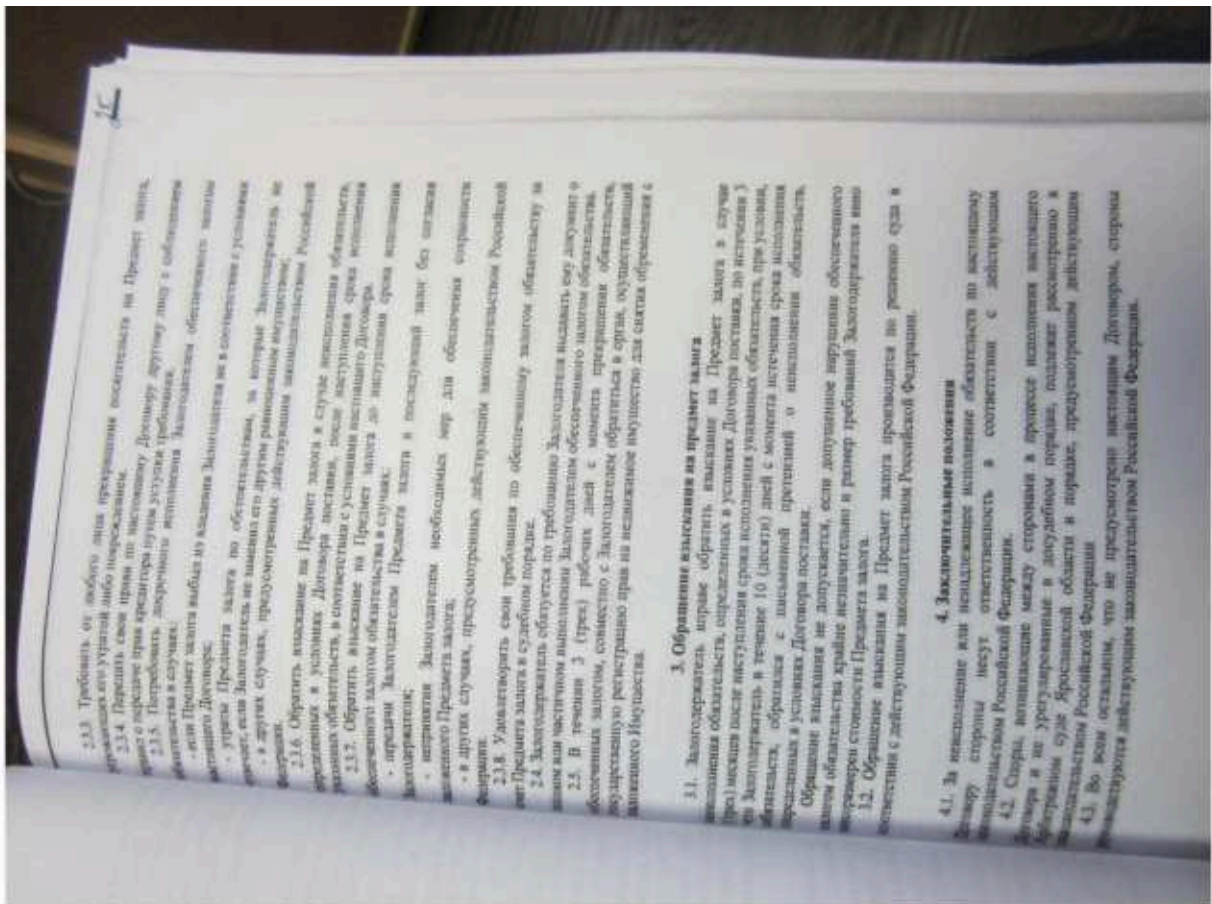 25
2.3.3. Требовать от любого лица прекращения посягательств на Предмет залога,
угрожающих его утратой либо повреждением.
2.3.4. Передать свои права по настоящему Договору другому лицу с соблюдением
правил о передаче прав кредитора путем уступки требования.
2.3.5. Потребовать досрочного исполнения Залогодателем обеспеченного залогом
обязательства в случаях:
- если Предмет залога выбыл из владения Залогодателя не в соответствии с условиями
настоящего Договора;
- утраты Предмета залога по обстоятельствам, за которые Залогодержатель не
отвечает, если Залогодатель не заменил его другим равноценным имуществом;
- в других случаях, предусмотренных действующим законодательством Российской
Федерации.
2.3.6. Обратить взыскание на Предмет залога в случае неисполнения обязательств,
определенных в условиях Договора поставки, после наступления срока исполнения
указанных обязательств, в соответствии с условиями настоящего Договора.
2.3.7. Обратить взыскание на Предмет залога до наступления срока исполнения
обеспеченного залогом обязательства в случаях:
- передачи Залогодателем Предмета залога в последующий залог без согласия
Залогодержателя;
- непринятия Залогодателем необходимых мер для обеспечения сохранности
заложенного Предмета залога;
- в других случаях, предусмотренных действующим законодательством Российской
Федерации.
2.3.8. Удовлетворить свои требования по обеспеченному залогом обязательству за
счет Предмета залога в судебном порядке.
2.4 Залогодержатель обязуется по требованию Залогодателя выдавать ему документ о
полном или частичном выполнении Залогодателем обеспеченного залогом обязательства.
2.5. В течении 3 (трех) рабочих дней с момента прекращения обязательств,
обеспеченных залогом, совместно с Залогодателем обратиться в орган, осуществляющий
государственную регистрацию прав на недвижимое имущество для снятия обременения с
заложенного Имущества.
3. Обращение взыскания на предмет залога
3.1. Залогодержатель вправе обратить взыскание на Предмет залога в случае
неисполнения обязательств, определенных в условиях Договора поставки, по истечении 3
(трех) месяцев после наступления срока исполнения указанных обязательств, при условии,
что Залогодержатель в течение 10 (десяти) дней с момента истечения срока исполнения
обязательств, обратился с письменной претензией о неисполнении обязательств,
определенных в условиях Договора поставки.
Обращение взыскания не допускается, если допущенное нарушение обеспеченного
залогом обязательства крайне незначительно и размер требований Залогодержателя явно
несоразмерен стоимости Предмета залога.
3.2. Обращение взыскания на Предмет залога производится по решению суда в
соответствии с действующим законодательством Российской Федерации.
4. Заключительные положения
4.1. За неисполнение или ненадлежащее исполнение обязательств по настоящему
Договору стороны несут ответственность в соответствии с действующим
законодательством Российской Федерации.
4.2. Споры, возникающие между сторонами в процессе исполнения настоящего
Договора и не урегулированные в досудебном порядке, подлежат рассмотрению в
Арбитражном суде Ярославской области в порядке, предусмотренном действующим
законодательством Российской Федерации.
4.3. Во всем остальном, что не предусмотрено настоящим Договором, стороны
руководствуются действующим законодательством Российской Федерации.